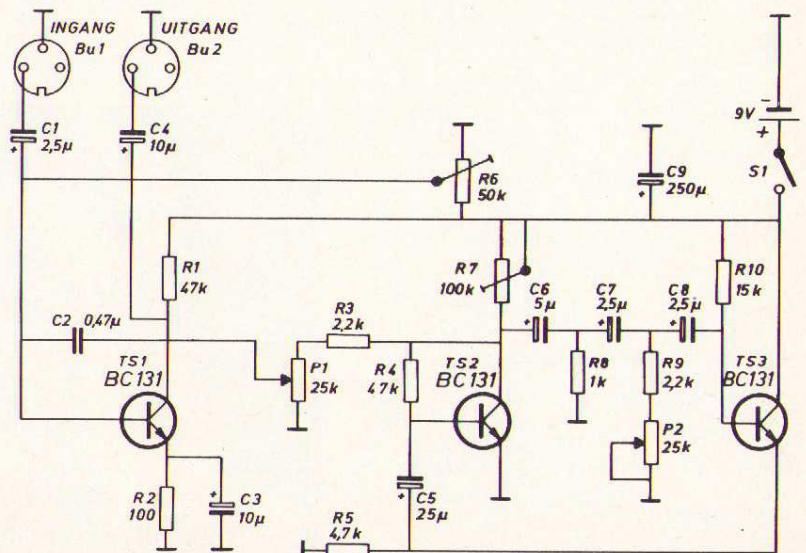 INGANG
Bu1
UITGANG
Bu2
C1
2,5µ
+
C4
10µ
+
R6
50k
C9
250µ
+
-
9V
+
S1
R1
47k
R7
100k
C6
5µ
+
C7
2,5µ
+
C8
2,5µ
+
R10
15k
C2
0,47µ
R3
2,2k
P1
25k
R4
47k
TS1
BC131
TS2
BC131
R8
1k
R9
2,2k
TS3
BC131
P2
25k
R2
100
+
C3
10µ
C5
25µ
+
R5
4,7k